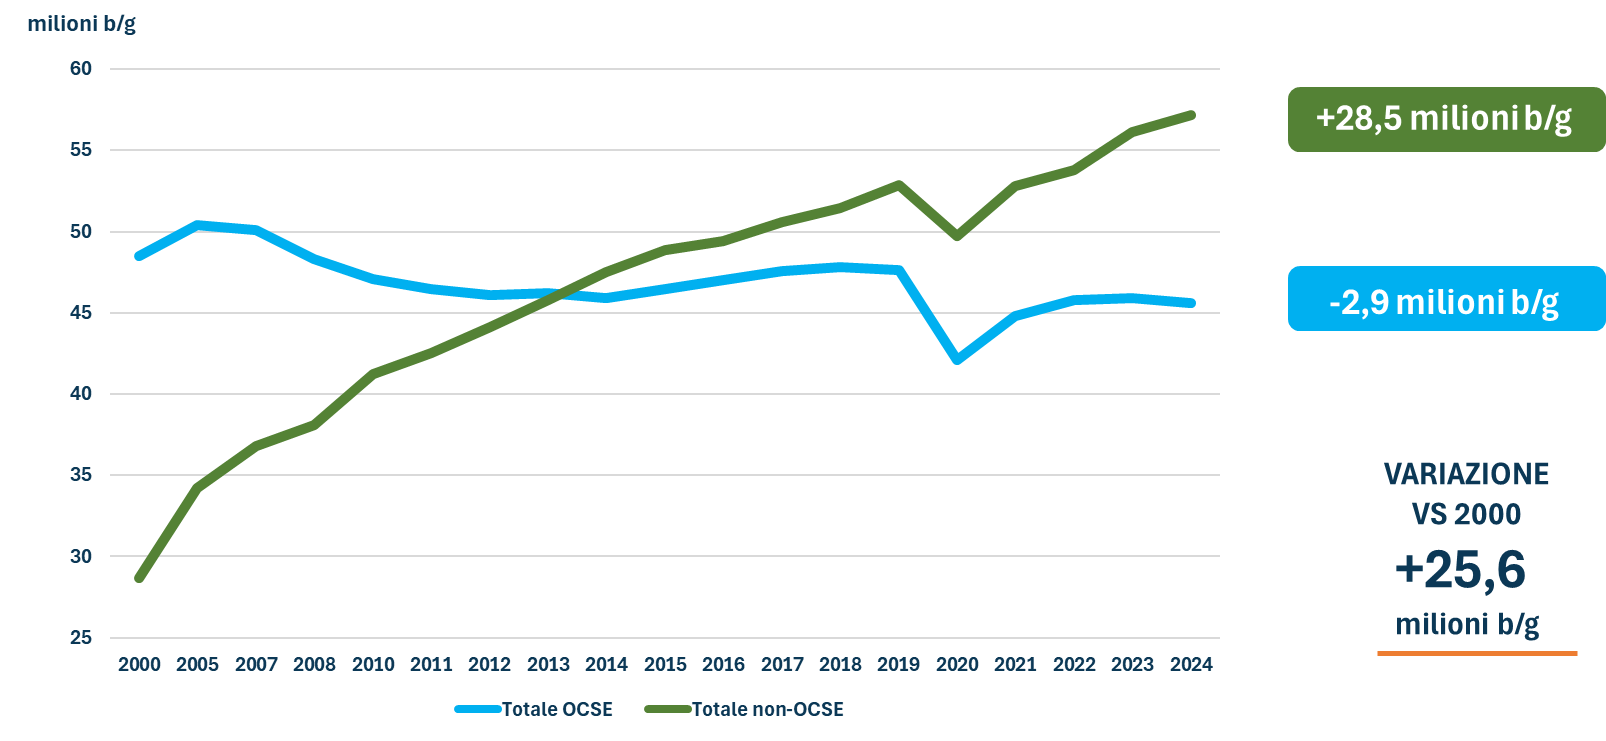 milioni b/g
60
55
50
45
40
35
30
25
2000 2005 2007 2008 2010 2011 2012 2013 2014 2015 2016 2017 2018 2019 2020 2021 2022 2023 2024
Totale OCSE Totale non-OCSE
+28,5 milioni b/g
-2,9 milioni b/g
VARIAZIONE
VS 2000
+25,6
milioni b/g